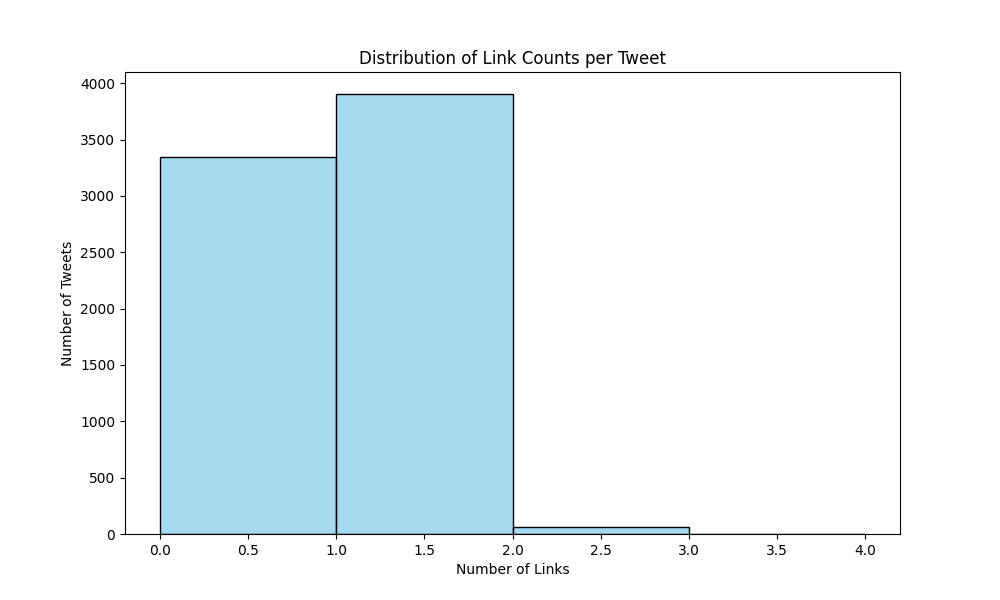 Distribution of Link Counts per Tweet
4000
3500
3000
2500
2000
1500
1000
500
0
Number of Tweets
0.0 0.5 1.0 1.5 2.0 2.5 3.0 3.5 4.0
Number of Links